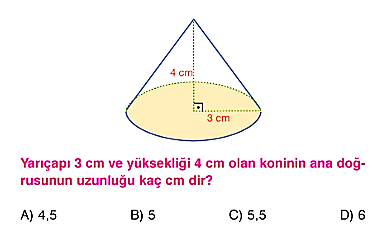 4 cm
3 cm
Yarıçapı 3 cm ve yüksekliği 4 cm olan koninin ana doğ-
rusunun uzunluğu kaç cm dir?
A) 4,5 B) 5 C) 5,5 D) 6